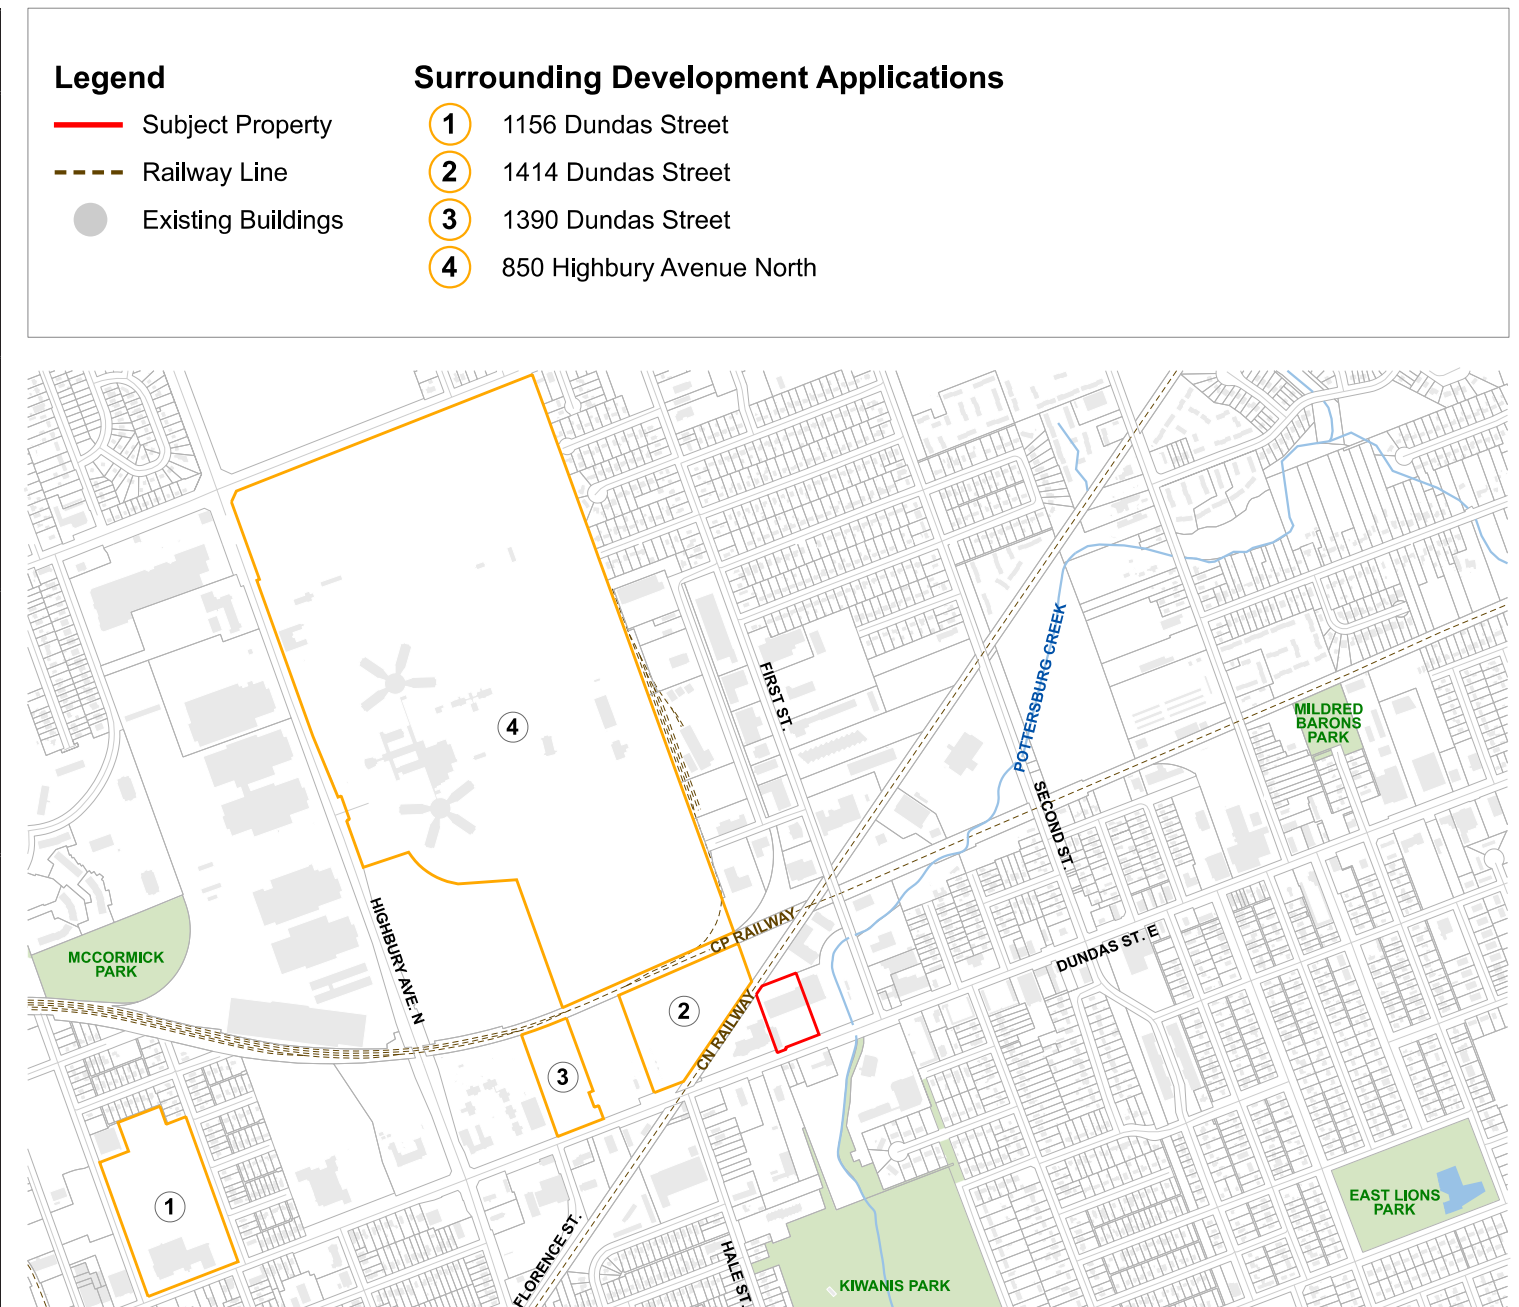 Legend
Subject Property
Railway Line
Existing Buildings
Surrounding Development Applications
1 1156 Dundas Street
2 1414 Dundas Street
3 1390 Dundas Street
4 850 Highbury Avenue North
FIRST ST.
POTTERSBURG CREEK
MILDRED
BARONS
PARK
4
SECOND ST.
HIGHBURY AVE. N
CP RAILWAY
DUNDAS ST. E
MCCORMICK
PARK
2
CN RAILWAY
3
1
EAST LIONS
PARK
FLORENCE ST.
HALE ST.
KIWANIS PARK